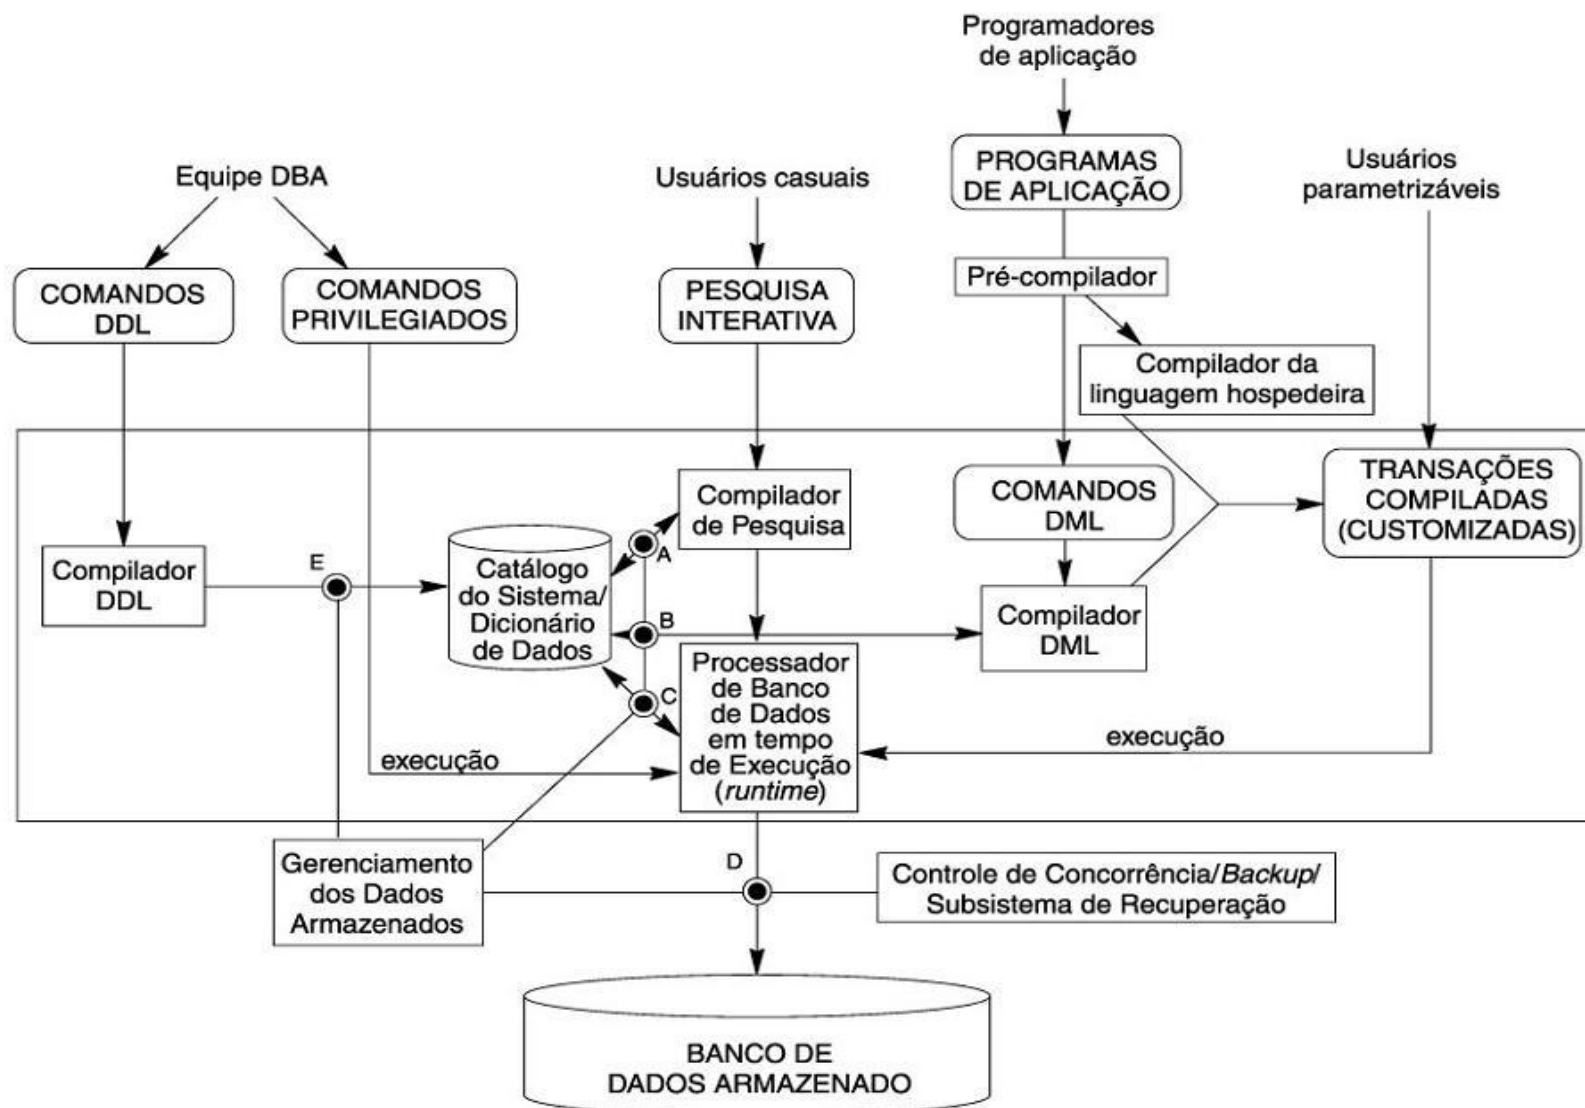 Programadores
de aplicação
Equipe DBA
Usuários casuais
PROGRAMAS
DE APLICAÇÃO
Usuários
parametrizáveis
COMANDOS
DDL
COMANDOS
PRIVILEGIADOS
PESQUISA
INTERATIVA
Pré-compilador
Compilador da
linguagem hospedeira
Compilador
de Pesquisa
COMANDOS
DML
TRANSAÇÕES
COMPILADAS
(CUSTOMIZADAS)
Compilador
DDL
E
Catálogo
do Sistema/
Dicionário
de Dados
A
B
C
Compilador
DML
Processador
de Banco
de Dados
em tempo
de Execução
(runtime)
execução
execução
Gerenciamento
dos Dados
Armazenados
D
Controle de Concorrência/Backup/
Subsistema de Recuperação
BANCO DE
DADOS ARMAZENADO